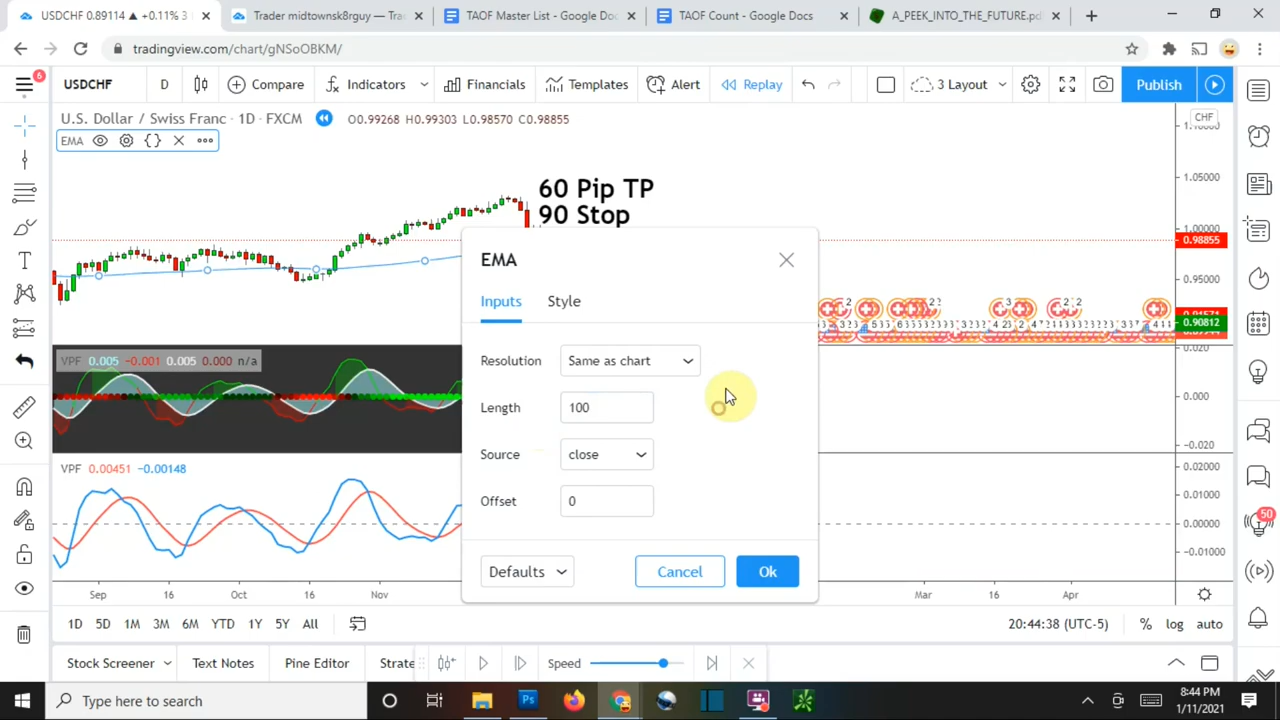 USDCHF 0.89114 ▲ +0.11% 3
Trader midtownsk8rguy — Tra
TAOF Master List - Google Doc
TAOF Count - Google Docs
A_PEEK_INTO_THE_FUTURE.pd
tradingview.com/chart/gNSoOBKM/
6
USDCHF D Compare Indicators Financials Templates Alert Replay 3 Layout Publish
U.S. Dollar / Swiss Franc · 1D · FXCM O0.99268 H0.99303 L0.98570 C0.98855
CHF
EMA
1.05000
1.00000
0.98855
0.95000
0.90812
60 Pip TP
90 Stop
EMA
Inputs Style
Resolution Same as chart
Length 100
Source close
Offset 0
Defaults Cancel Ok
VPF 0.005 −0.001 0.005 0.000 n/a
0.020
0.000
-0.020
VPF 0.00451 −0.00148
0.02000
0.01000
0.00000
-0.01000
50
Sep 16 Oct 16 Nov Mar 16 Apr
1D 5D 1M 3M 6M YTD 1Y 5Y All 20:44:38 (UTC-5) % log auto
Stock Screener Text Notes Pine Editor Strate Speed
Type here to search
8:44 PM
1/11/2021